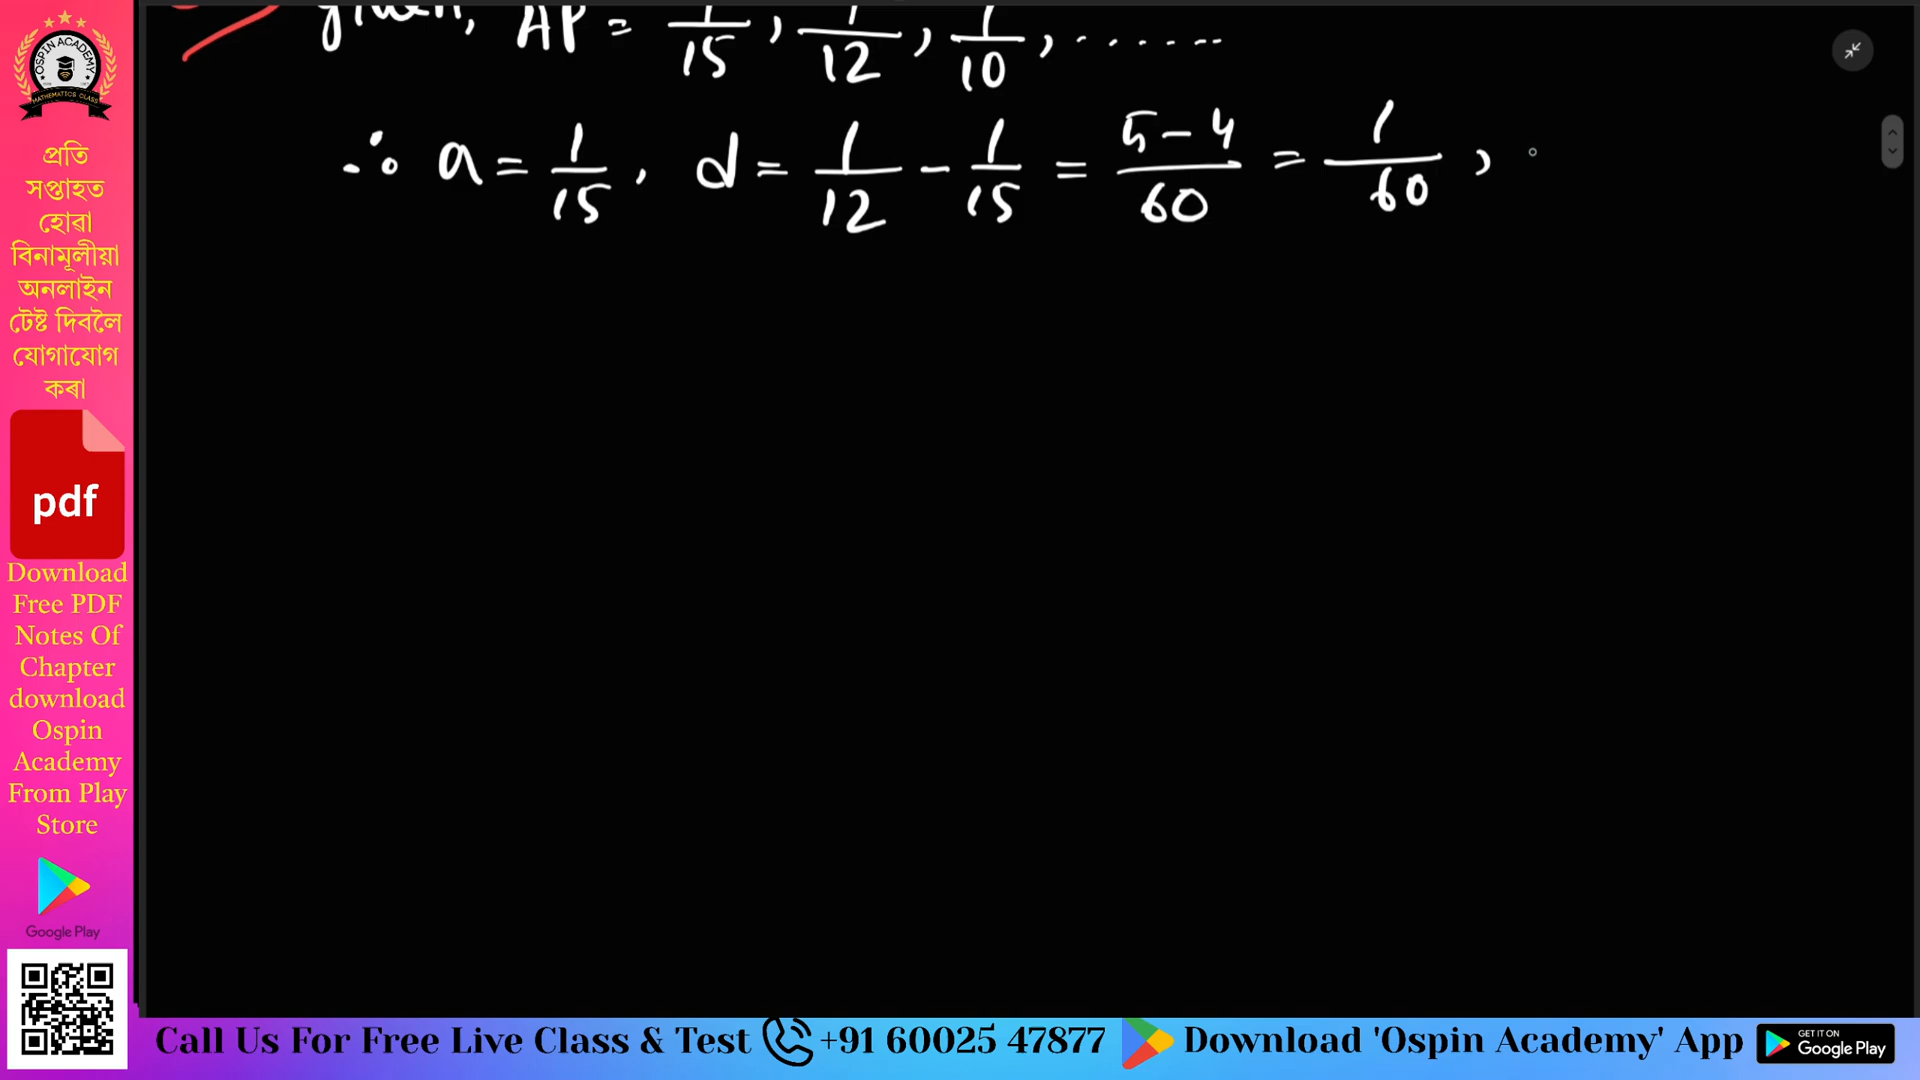 given, AP = 1/15, 1/12, 1/10, .......
∴ a = 1/15, d = 1/12 - 1/15 = 5-4/60 = 1/60,
OSPIN ACADEMY
MATHEMATICS CLASS
প্ৰতি
সপ্তাহত
হোৱা
বিনামূলীয়া
অনলাইন
টেষ্ট দিবলৈ
যোগাযোগ
কৰা
pdf
Download
Free PDF
Notes Of
Chapter
download
Ospin
Academy
From Play
Store
Google Play
Call Us For Free Live Class & Test +91 60025 47877 Download 'Ospin Academy' App
GET IT ON
Google Play